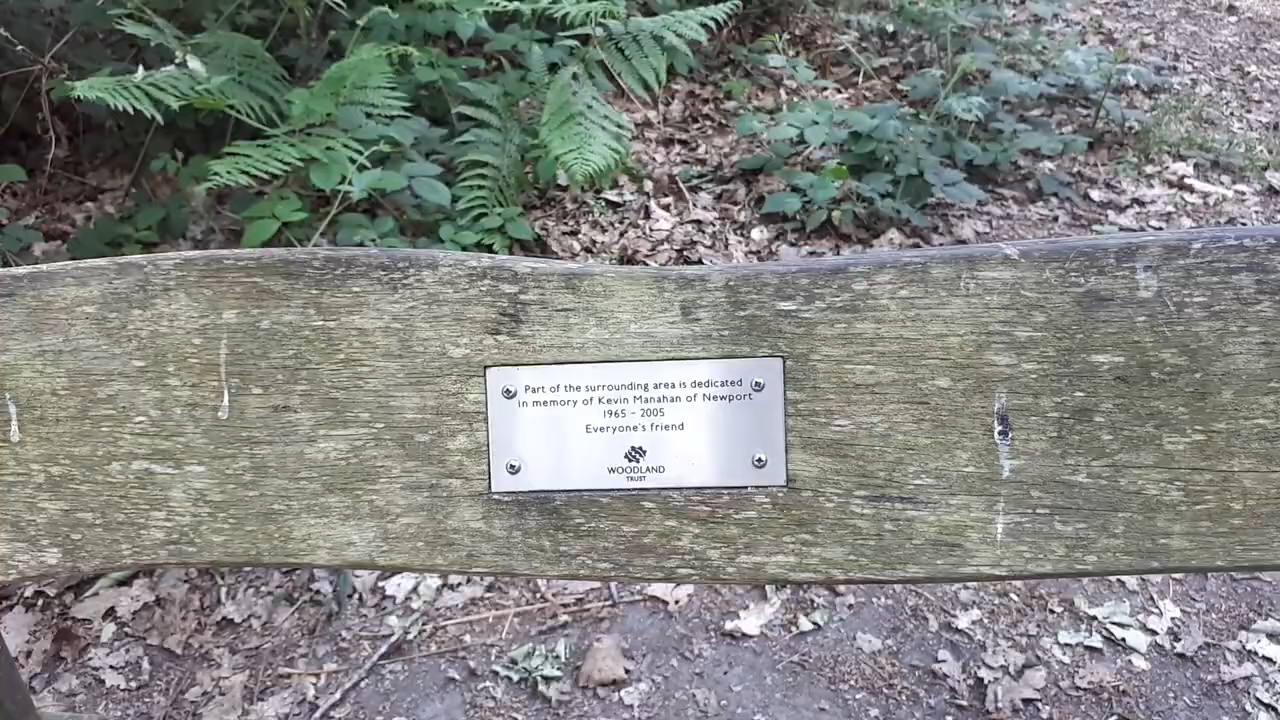 Part of the surrounding area is dedicated
in memory of Kevin Manahan of Newport
1965 - 2005
Everyone's friend
WOODLAND
TRUST